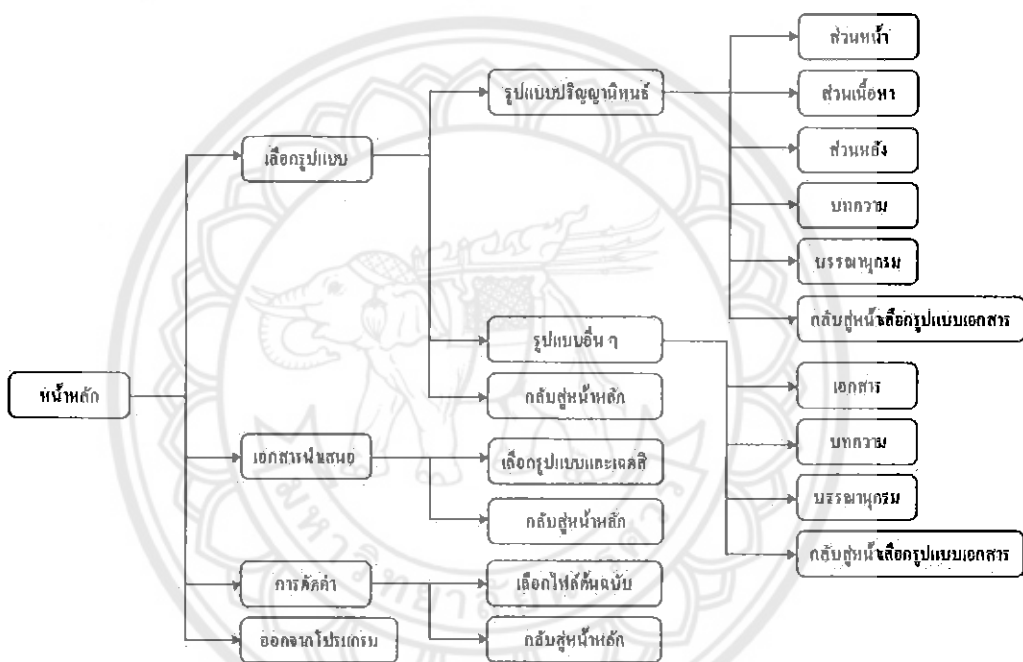 หน้าหลัก
เลือกรูปแบบ
รูปแบบปริญญานิพนธ์
ส่วนหน้า
ส่วนเนื้อหา
ส่วนหลัง
บทความ
บรรณานุกรม
กลับสู่หน้าเลือกรูปแบบเอกสาร
รูปแบบอื่น ๆ
เอกสาร
บทความ
บรรณานุกรม
กลับสู่หน้าเลือกรูปแบบเอกสาร
กลับสู่หน้าหลัก
เอกสารนำเสนอ
เลือกรูปแบบและเฉดสี
กลับสู่หน้าหลัก
การตัดคำ
เลือกไฟล์ต้นฉบับ
กลับสู่หน้าหลัก
ออกจากโปรแกรม